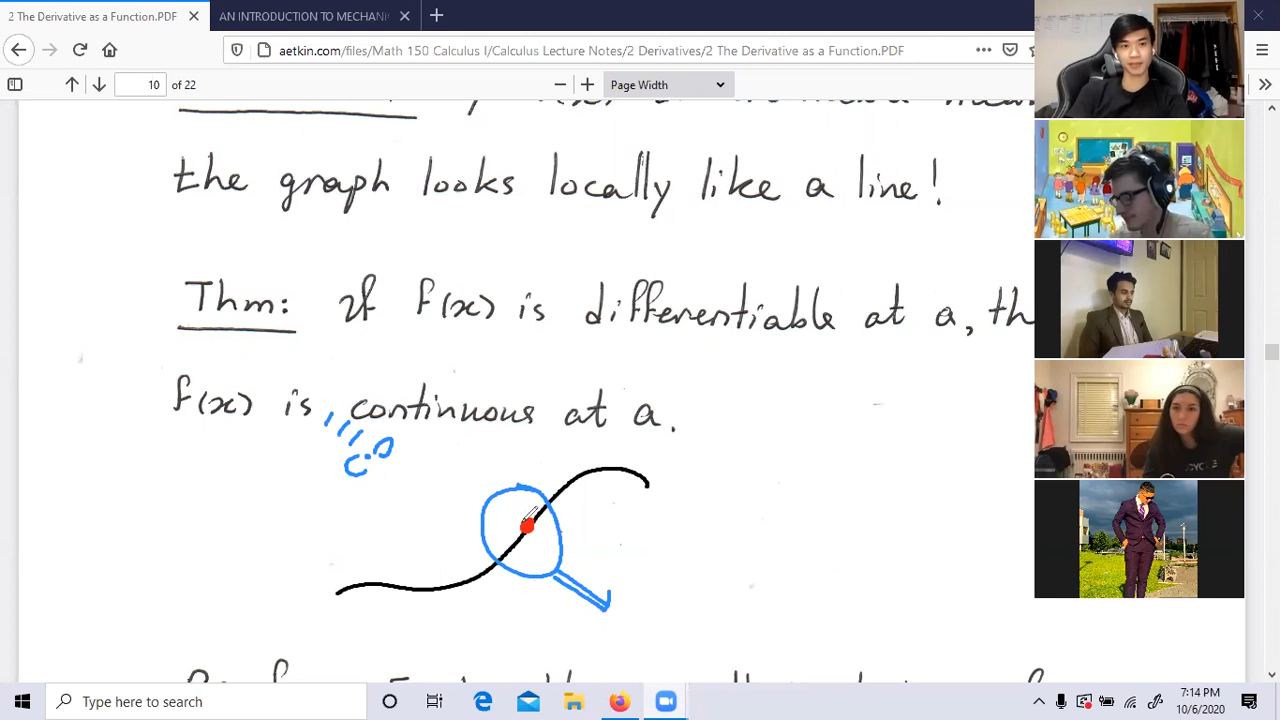 2 The Derivative as a Function.PDF
AN INTRODUCTION TO MECHANI
aetkin.com/files/Math 150 Calculus I/Calculus Lecture Notes/2 Derivatives/2 The Derivative as a Function.PDF
10 of 22
Page Width
the graph looks locally like a line!
Thm: If f(x) is differentiable at a, th
f(x) is continuous at a.
Type here to search
7:14 PM
10/6/2020